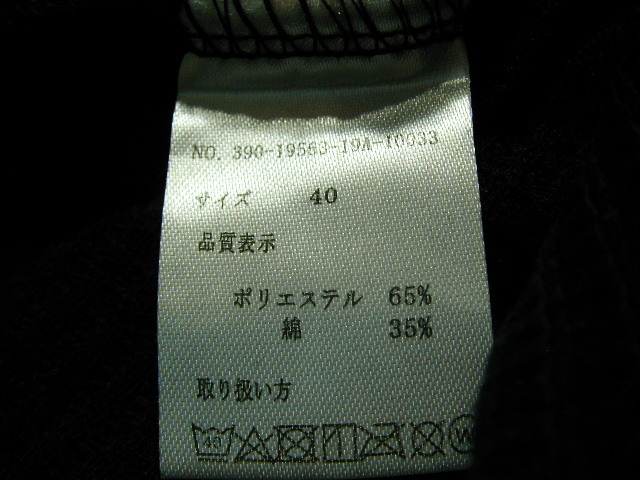 NO. 390-19563-19A-10033
サイズ 40
品質表示
ポリエステル 65%
綿 35%
取り扱い方
40 W